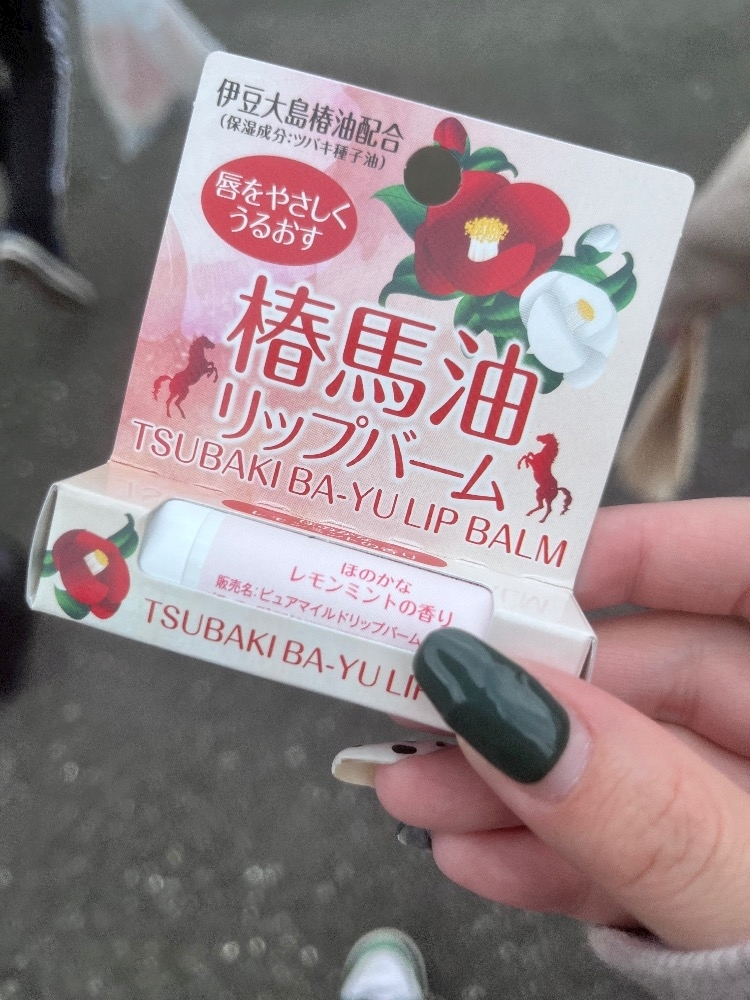 伊豆大島椿油配合
(保湿成分:ツバキ種子油)
唇をやさしく
うるおす
椿馬油
リップバーム
TSUBAKI BA-YU LIP BALM
ほのかな
レモンミントの香り
販売名:ピュアマイルドリップバーム
TSUBAKI BA-YU LIP